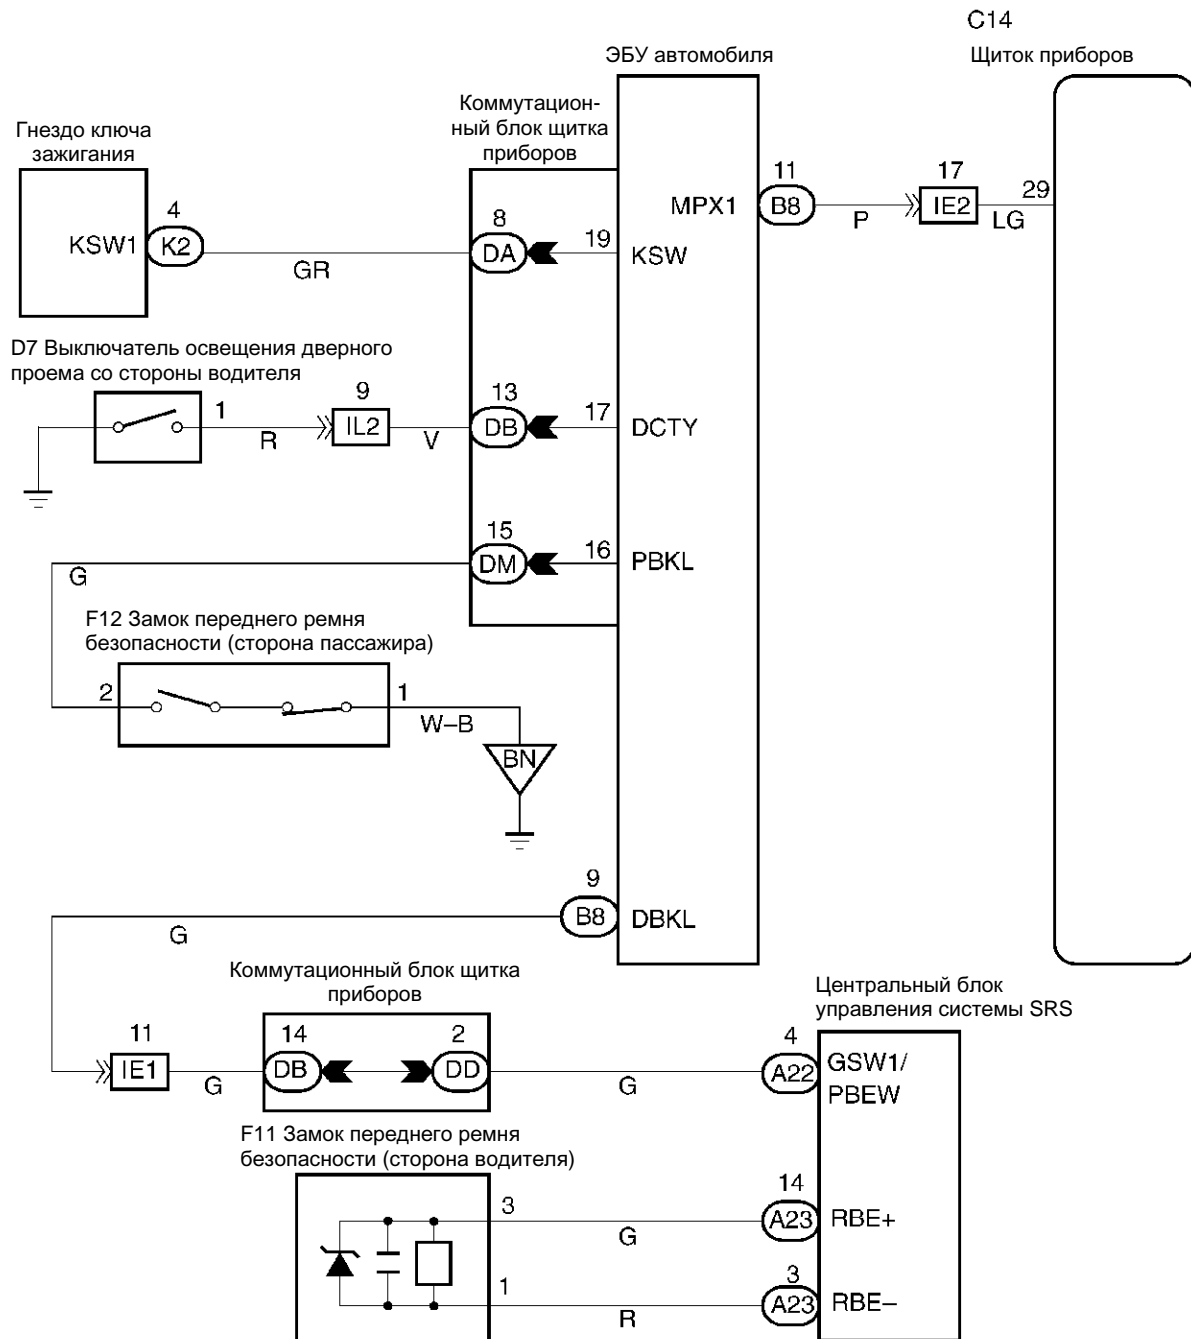 C14
ЭБУ автомобиля
Щиток приборов
Коммутацион-
ный блок щитка
приборов
Гнездо ключа
зажигания
KSW1
4
K2
GR
8
DA
19
KSW
MPX1
11
B8
P
17
IE2
LG
29
D7 Выключатель освещения дверного
проема со стороны водителя
1
R
9
IL2
V
13
DB
17
DCTY
15
DM
16
PBKL
G
F12 Замок переднего ремня
безопасности (сторона пассажира)
2
1
W–B
BN
9
B8
DBKL
G
Коммутационный блок щитка
приборов
11
IE1
G
14
DB
2
DD
G
Центральный блок
управления системы SRS
4
A22
GSW1/
PBEW
F11 Замок переднего ремня
безопасности (сторона водителя)
3
G
14
A23
RBE+
1
R
3
A23
RBE–